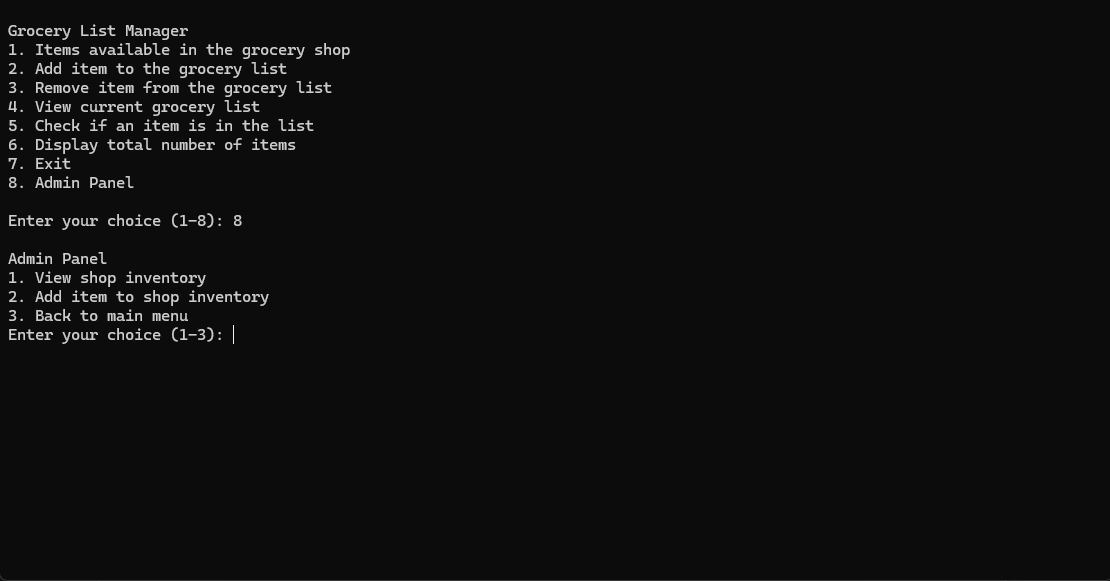 Grocery List Manager
1. Items available in the grocery shop
2. Add item to the grocery list
3. Remove item from the grocery list
4. View current grocery list
5. Check if an item is in the list
6. Display total number of items
7. Exit
8. Admin Panel
Enter your choice (1-8): 8
Admin Panel
1. View shop inventory
2. Add item to shop inventory
3. Back to main menu
Enter your choice (1-3):